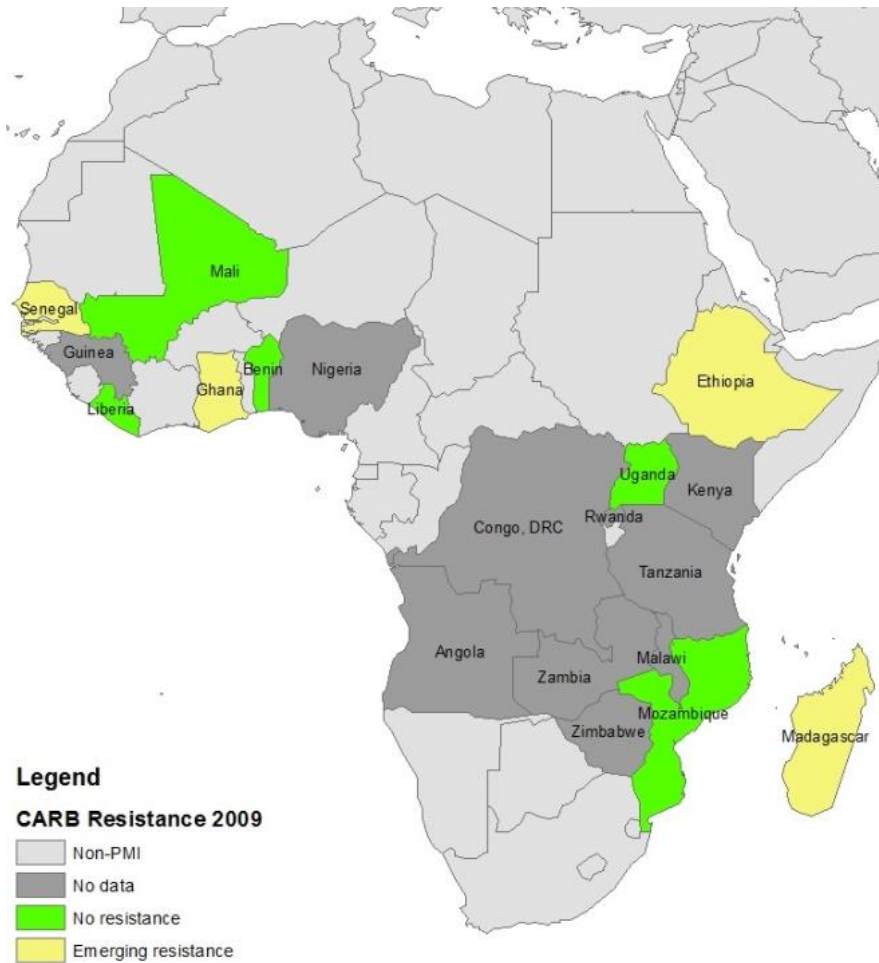 Mali
Senegal
Guinea
Benin
Nigeria
Ghana
Liberia
Ethiopia
Uganda
Kenya
Rwanda
Congo, DRC
Tanzania
Angola
Malawi
Zambia
Mozambique
Zimbabwe
Madagascar
Legend
CARB Resistance 2009
Non-PMI
No data
No resistance
Emerging resistance